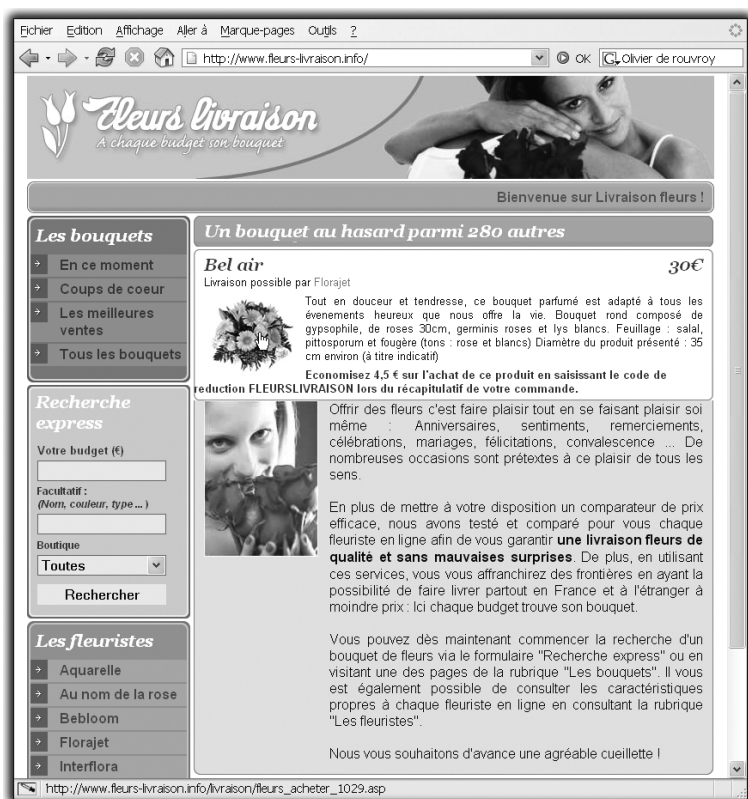 Fichier Edition Affichage Aller à Marque-pages Outils ?
http://www.fleurs-livraison.info/
OK
Olivier de rouvroy
Fleurs livraison
A chaque budget son bouquet
Bienvenue sur Livraison fleurs !
Les bouquets
En ce moment
Coups de coeur
Les meilleures
ventes
Tous les bouquets
Recherche
express
Votre budget (€)
Facultatif :
(Nom, couleur, type ... )
Boutique
Toutes
Rechercher
Les fleuristes
Aquarelle
Au nom de la rose
Bebloom
Florajet
Interflora
Un bouquet au hasard parmi 280 autres
Bel air 30€
Livraison possible par Florajet
Tout en douceur et tendresse, ce bouquet parfumé est adapté à tous les
évenements heureux que nous offre la vie. Bouquet rond composé de
gypsophile, de roses 30cm, germinis roses et lys blancs. Feuillage : salal,
pittosporum et fougère (tons : rose et blancs) Diamètre du produit présenté : 35
cm environ (à titre indicatif)
Economisez 4,5 € sur l'achat de ce produit en saisissant le code de
reduction FLEURSLIVRAISON lors du récapitulatif de votre commande.
Offrir des fleurs c'est faire plaisir tout en se faisant plaisir soi
même : Anniversaires, sentiments, remerciements,
célébrations, mariages, félicitations, convalescence ... De
nombreuses occasions sont prétextes à ce plaisir de tous les
sens.
En plus de mettre à votre disposition un comparateur de prix
efficace, nous avons testé et comparé pour vous chaque
fleuriste en ligne afin de vous garantir une livraison fleurs de
qualité et sans mauvaises surprises. De plus, en utilisant
ces services, vous vous affranchirez des frontières en ayant la
possibilité de faire livrer partout en France et à l'étranger à
moindre prix : Ici chaque budget trouve son bouquet.
Vous pouvez dès maintenant commencer la recherche d'un
bouquet de fleurs via le formulaire "Recherche express" ou en
visitant une des pages de la rubrique "Les bouquets". Il vous
est également possible de consulter les caractéristiques
propres à chaque fleuriste en ligne en consultant la rubrique
"Les fleuristes".
Nous vous souhaitons d'avance une agréable cueillette !
http://www.fleurs-livraison.info/livraison/fleurs_acheter_1029.asp